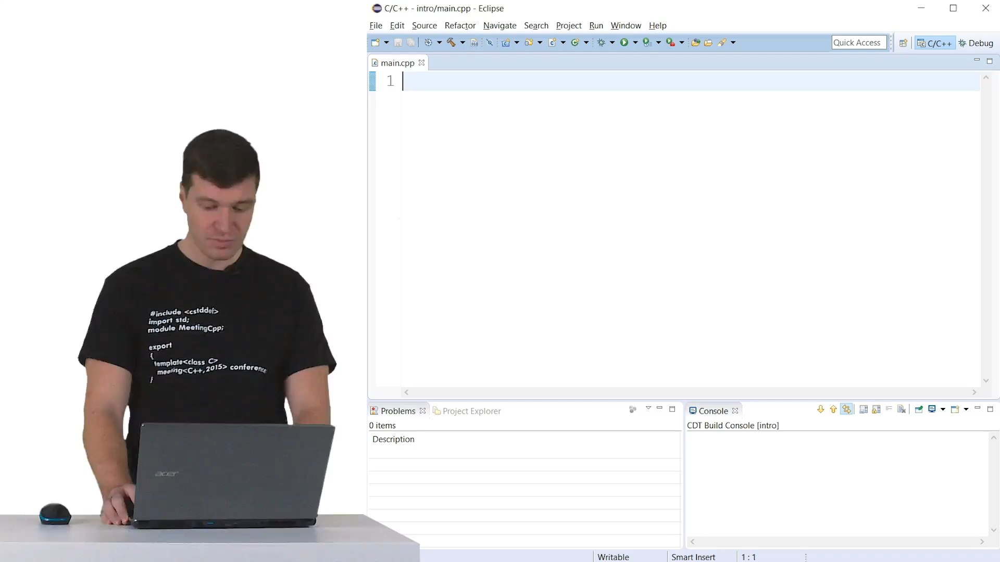 C/C++ - intro/main.cpp - Eclipse
File Edit Source Refactor Navigate Search Project Run Window Help
Quick Access
C/C++
Debug
main.cpp
1
#include <cstddef>
import std;
module MeetingCpp;
export
{
template<class C>
meeting<C++,2015> conference
}
acer
Problems
Project Explorer
0 items
Description
Console
CDT Build Console [intro]
Writable
Smart Insert
1 : 1